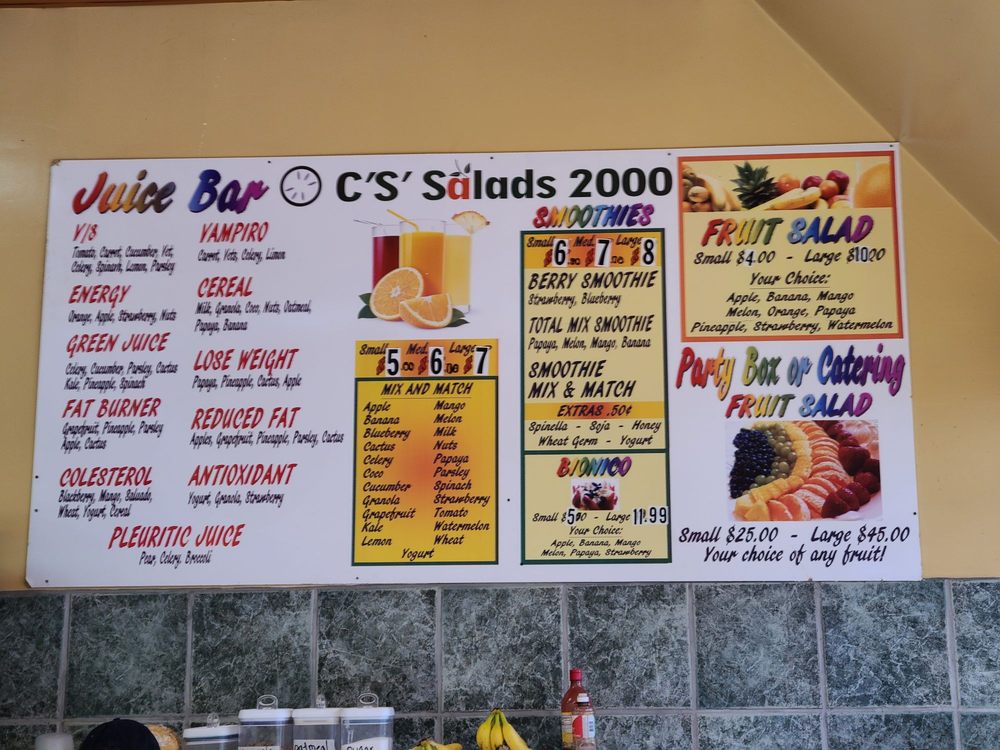 Juice Bar
C'S' Salads 2000
V/8
Tomato, Carrot, Cucumber, Vet,
Celery, Spinach, Lemon, Parsley
ENERGY
Orange, Apple, Strawberry, Nuts
GREEN JUICE
Celery, Cucumber, Parsley, Cactus
Kale, Pineapple, Spinach
FAT BURNER
Grapefruit, Pineapple, Parsley
Apple, Cactus
COLESTEROL
Blackberry, Mango, Salvado,
Wheat, Yogurt, Cereal
VAMPIRO
Carrot, Vets, Celery, Limon
CEREAL
Milk, Granola, Coco, Nuts, Oatmeal,
Papaya, Banana
LOSE WEIGHT
Papaya, Pineapple, Cactus, Apple
REDUCED FAT
Apples, Grapefruit, Pineapple, Parsley, Cactus
ANTIOXIDANT
Yogurt, Granola, Strawberry
PLEURITIC JUICE
Pear, Celery, Broccoli
Small Med. Large
5.00 6.00 7
MIX AND MATCH
Apple
Banana
Blueberry
Cactus
Celery
Coco
Cucumber
Granola
Grapefruit
Kale
Lemon
Mango
Melon
Milk
Nuts
Papaya
Parsley
Spinach
Strawberry
Tomato
Watermelon
Wheat
Yogurt
SMOOTHIES
Small Med. Large
$6 $7 $8
BERRY SMOOTHIE
Strawberry, Blueberry
TOTAL MIX SMOOTHIE
Papaya, Melon, Mango, Banana
SMOOTHIE
MIX & MATCH
EXTRAS .50¢
Spinella - Soja - Honey
Wheat Germ - Yogurt
BIONICO
Small $5.00 - Large 11.99
Your Choice:
Apple, Banana, Mango
Melon, Papaya, Strawberry
FRUIT SALAD
Small $4.00 - Large $10.00
Your Choice:
Apple, Banana, Mango
Melon, Orange, Papaya
Pineapple, Strawberry, Watermelon
Party Box or Catering
FRUIT SALAD
Small $25.00 - Large $45.00
Your choice of any fruit!
oatmeal
sugar